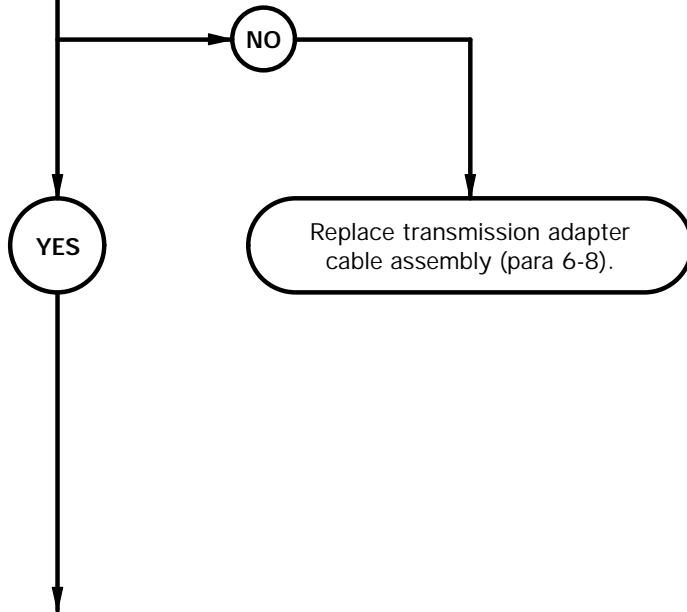 NO
YES
Replace transmission adapter
cable assembly (para 6-8).